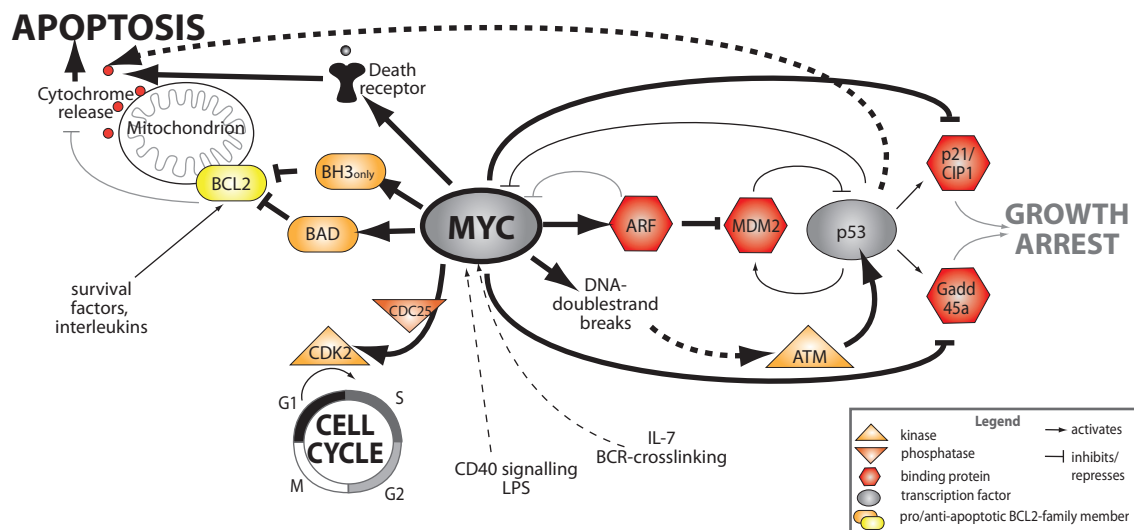 APOPTOSIS
Cytochrome
release
Mitochondrion
Death
receptor
BCL2
BH3only
BAD
MYC
ARF
MDM2
p53
p21/
CIP1
Gadd
45a
GROWTH
ARREST
survival
factors,
interleukins
DNA-
doublestrand
breaks
ATM
CDC25
CDK2
G1
S
M
G2
CELL
CYCLE
CD40 signalling
LPS
IL-7
BCR-crosslinking
Legend
kinase
phosphatase
binding protein
transcription factor
pro/anti-apoptotic BCL2-family member
activates
inhibits/
represses